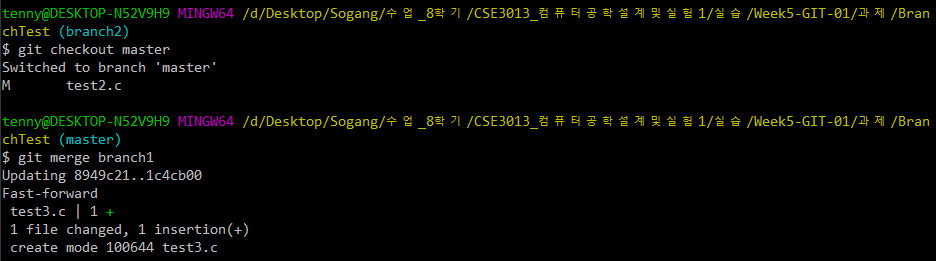 tenny@DESKTOP-N52V9H9 MINGW64 /d/Desktop/Sogang/수업_8학기/CSE3013_컴퓨터공학설계및실험1/실습/Week5-GIT-01/과제/Bran
chTest (branch2)
$ git checkout master
Switched to branch 'master'
M       test2.c
tenny@DESKTOP-N52V9H9 MINGW64 /d/Desktop/Sogang/수업_8학기/CSE3013_컴퓨터공학설계및실험1/실습/Week5-GIT-01/과제/Bran
chTest (master)
$ git merge branch1
Updating 8949c21..1c4cb00
Fast-forward
 test3.c | 1 +
 1 file changed, 1 insertion(+)
 create mode 100644 test3.c